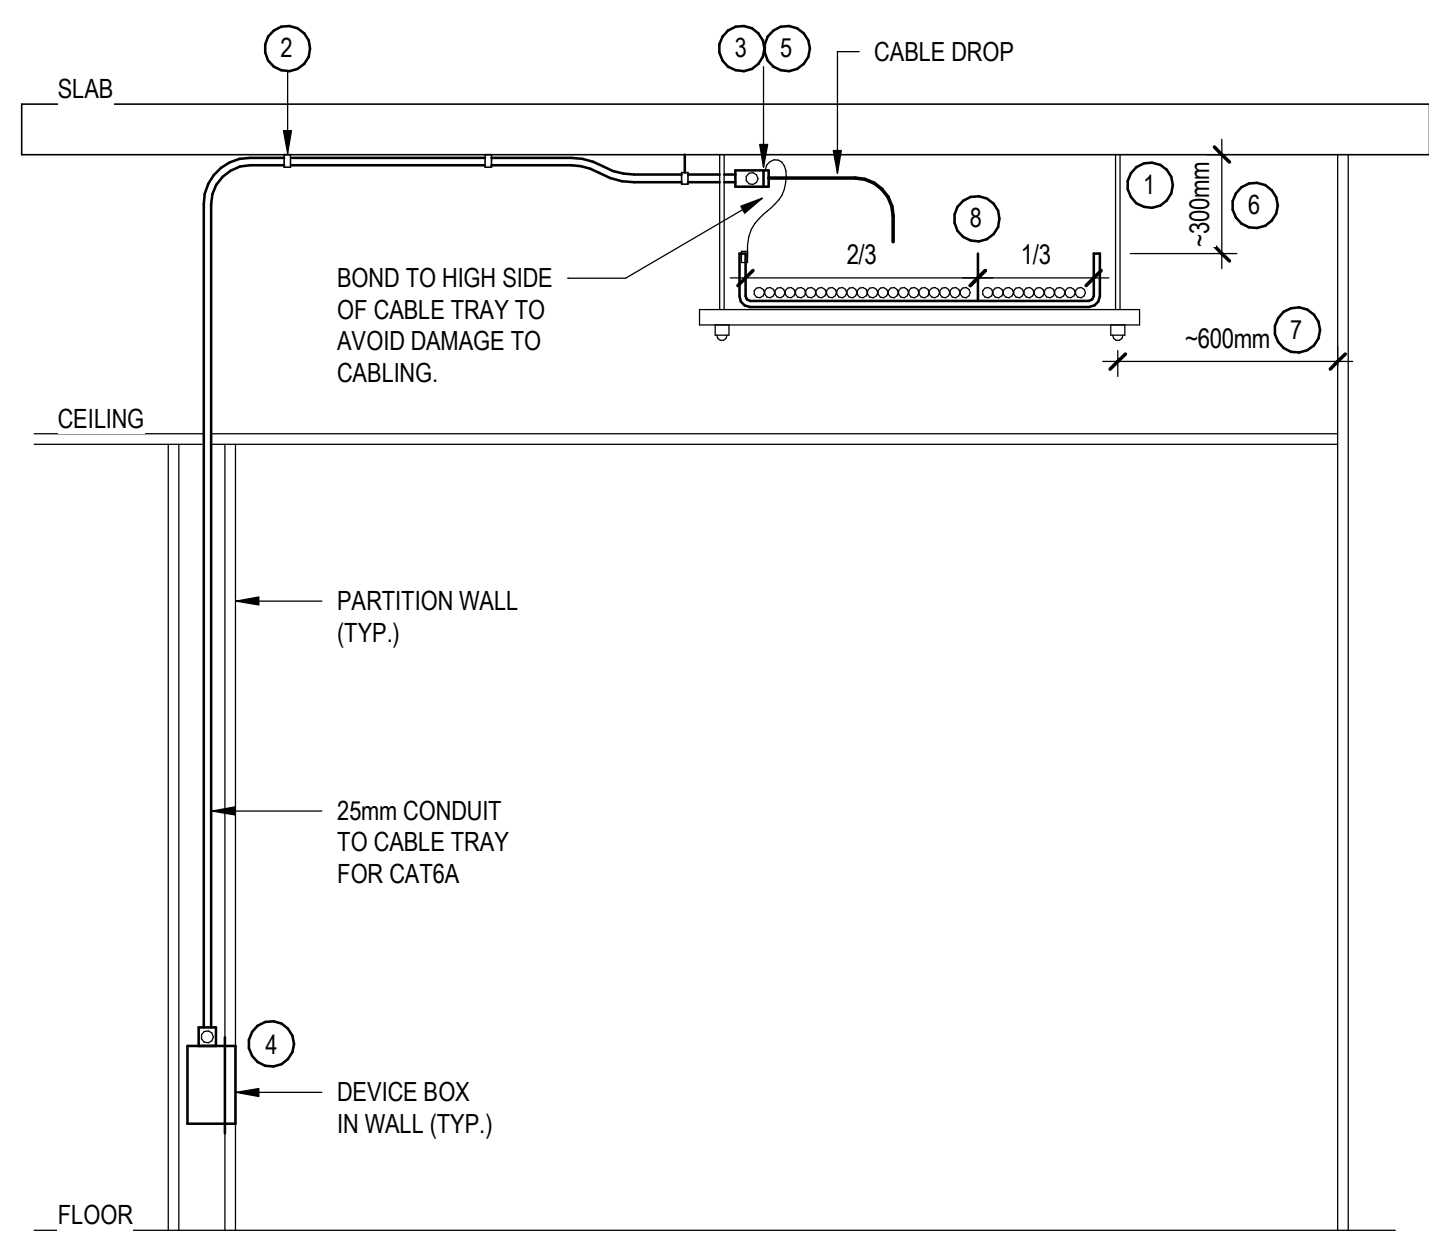 2
3
5
CABLE DROP
SLAB
1
~300mm
6
8
2/3
1/3
BOND TO HIGH SIDE
OF CABLE TRAY TO
AVOID DAMAGE TO
CABLING.
~600mm
7
CEILING
PARTITION WALL
(TYP.)
25mm CONDUIT
TO CABLE TRAY
FOR CAT6A
4
DEVICE BOX
IN WALL (TYP.)
FLOOR